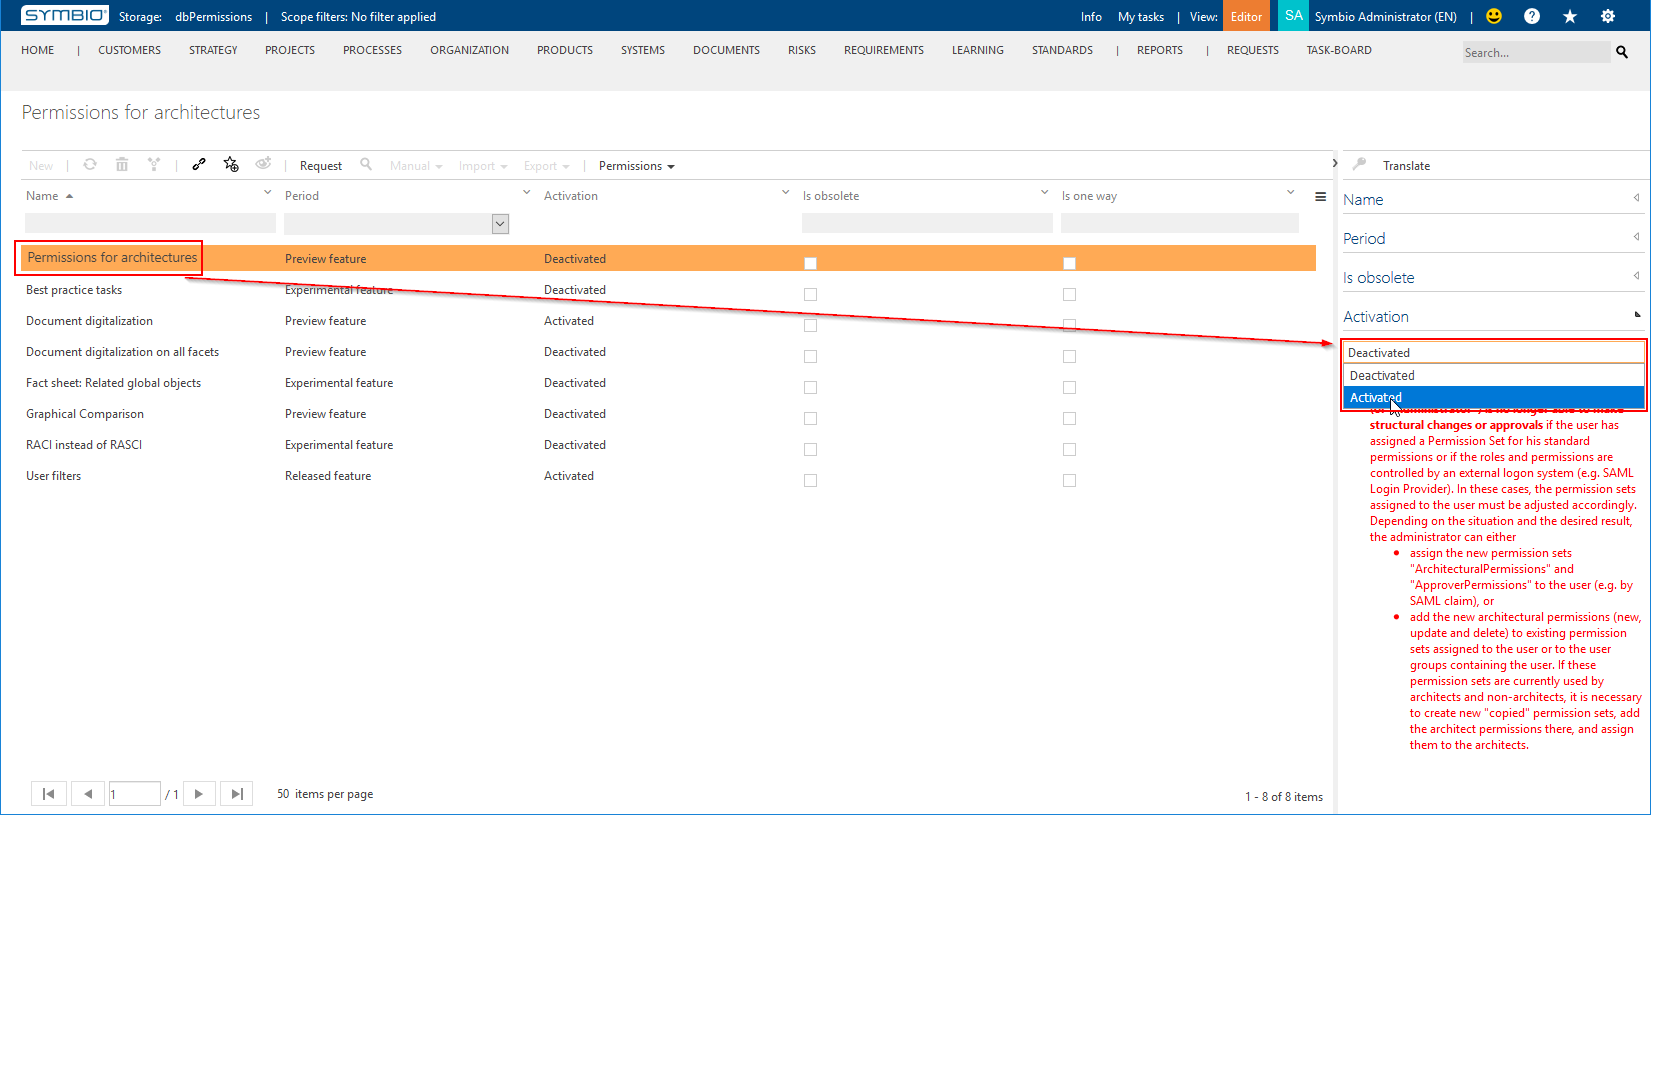 SYMBIO Storage: dbPermissions | Scope filters: No filter applied Info My tasks | View: Editor SA Symbio Administrator (EN) |
HOME | CUSTOMERS STRATEGY PROJECTS PROCESSES ORGANIZATION PRODUCTS SYSTEMS DOCUMENTS RISKS REQUIREMENTS LEARNING STANDARDS | REPORTS | REQUESTS TASK-BOARD Search...
Permissions for architectures
New | | Request Manual Import Export | Permissions
Name Period Activation Is obsolete Is one way
Permissions for architectures Preview feature Deactivated
Best practice tasks Experimental feature Deactivated
Document digitalization Preview feature Activated
Document digitalization on all facets Preview feature Deactivated
Fact sheet: Related global objects Experimental feature Deactivated
Graphical Comparison Preview feature Deactivated
RACI instead of RASCI Experimental feature Deactivated
User filters Released feature Activated
1 / 1 50 items per page 1 - 8 of 8 items
Translate
Name
Period
Is obsolete
Activation
Deactivated
Deactivated
Activated
structural changes or approvals if the user has
assigned a Permission Set for his standard
permissions or if the roles and permissions are
controlled by an external logon system (e.g. SAML
Login Provider). In these cases, the permission sets
assigned to the user must be adjusted accordingly.
Depending on the situation and the desired result,
the administrator can either
• assign the new permission sets
"ArchitecturalPermissions" and
"ApproverPermissions" to the user (e.g. by
SAML claim), or
• add the new architectural permissions (new,
update and delete) to existing permission
sets assigned to the user or to the user
groups containing the user. If these
permission sets are currently used by
architects and non-architects, it is necessary
to create new "copied" permission sets, add
the architect permissions there, and assign
them to the architects.